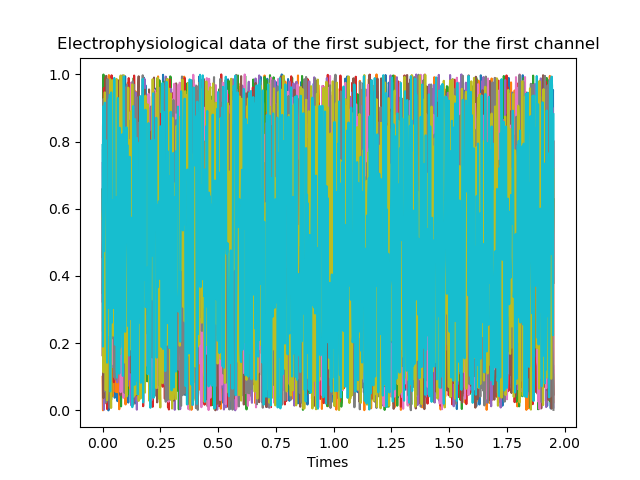 Electrophysiological data of the first subject, for the first channel
1.0
0.8
0.6
0.4
0.2
0.0
0.00 0.25 0.50 0.75 1.00 1.25 1.50 1.75 2.00
Times